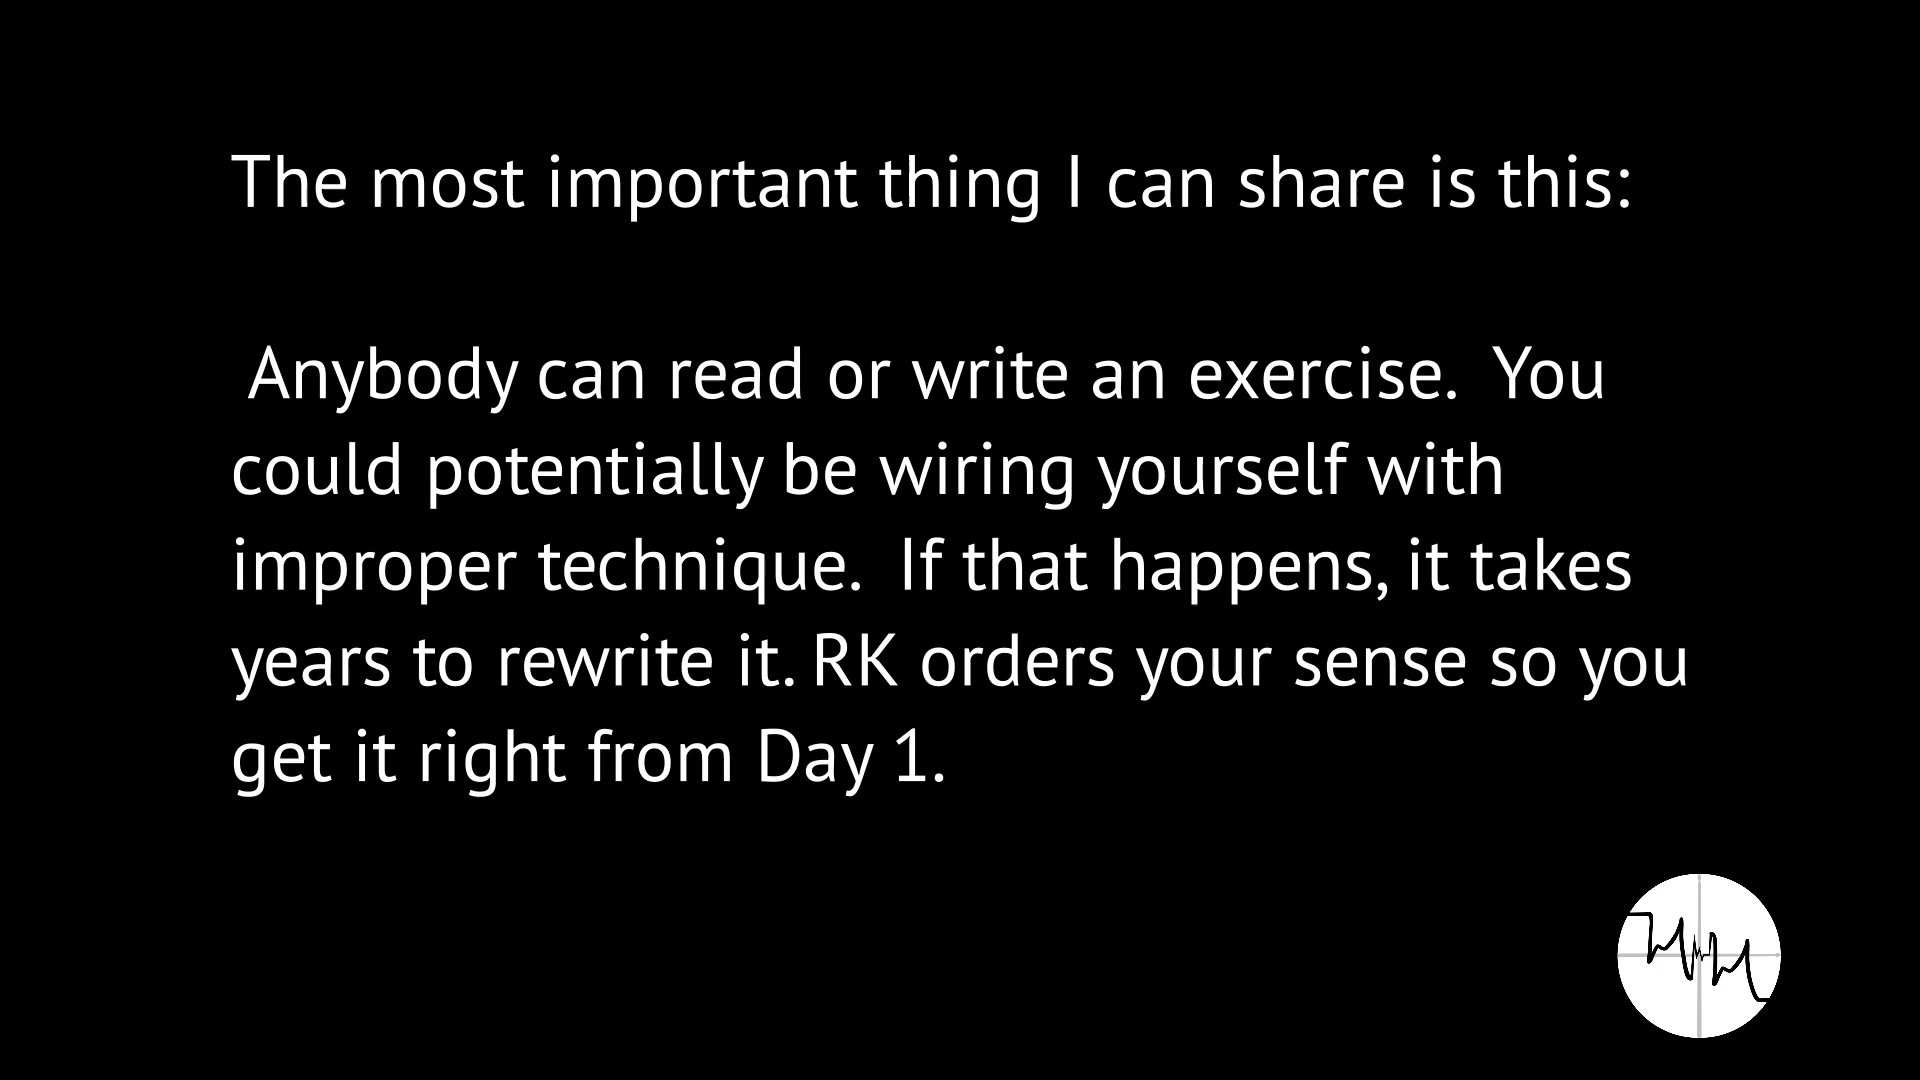 The most important thing I can share is this:
Anybody can read or write an exercise.  You
could potentially be wiring yourself with
improper technique.  If that happens, it takes
years to rewrite it. RK orders your sense so you
get it right from Day 1.